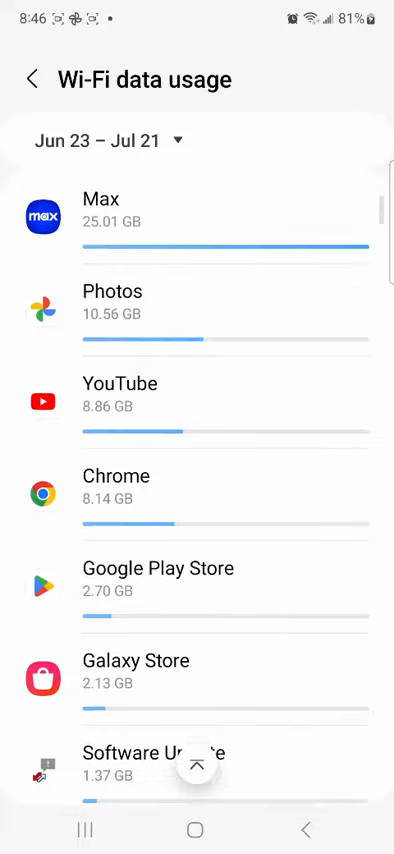 8:46 81%
Wi-Fi data usage
Jun 23 – Jul 21
max
Max
25.01 GB
Photos
10.56 GB
YouTube
8.86 GB
Chrome
8.14 GB
Google Play Store
2.70 GB
Galaxy Store
2.13 GB
Software
1.37 GB